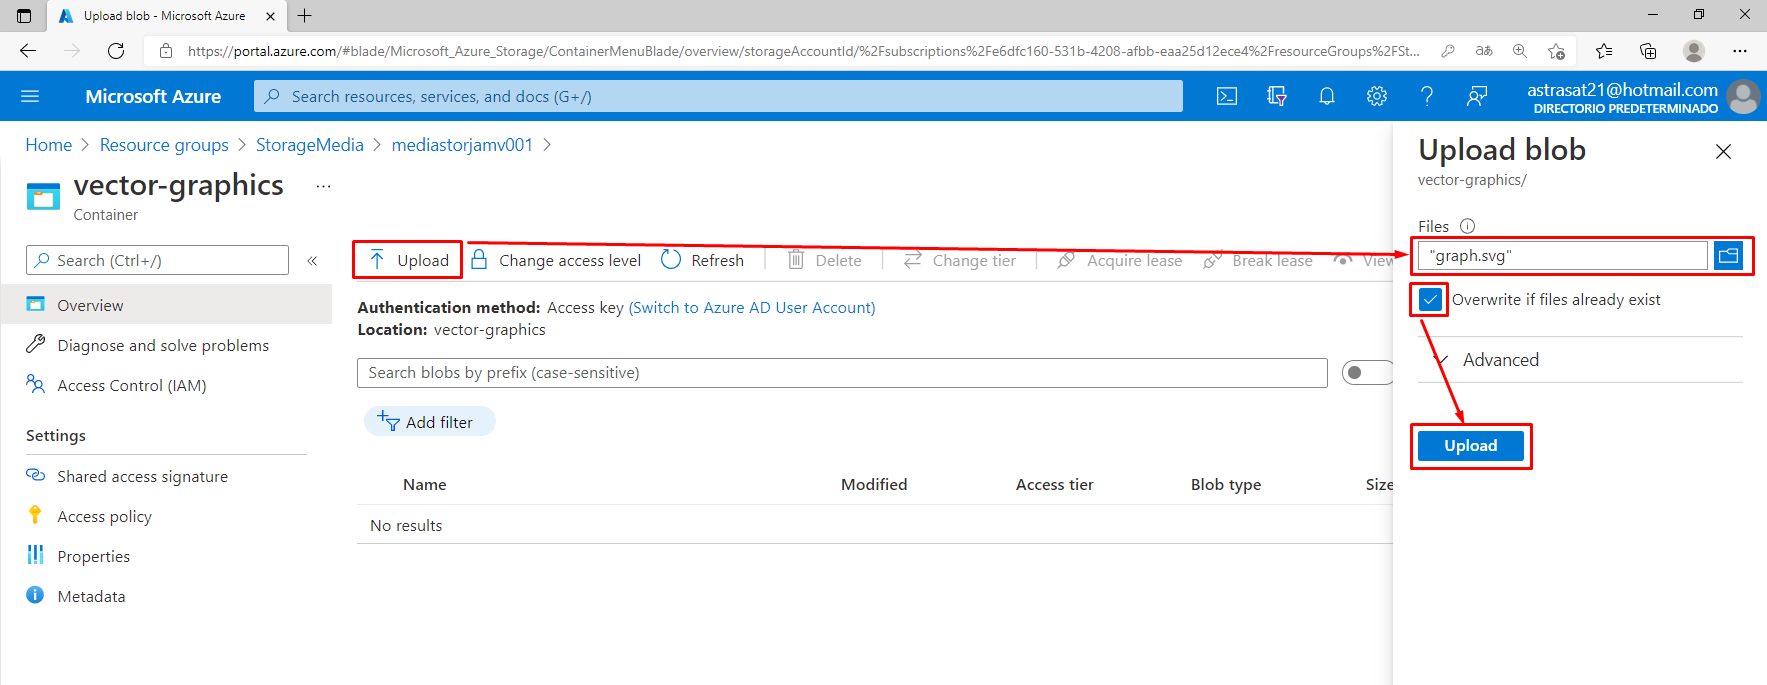 Upload blob - Microsoft Azure
https://portal.azure.com/#blade/Microsoft_Azure_Storage/ContainerMenuBlade/overview/storageAccountId/%2Fsubscriptions%2Fe6dfc160-531b-4208-afbb-eaa25d12ece4%2FresourceGroups%2FSt...
Microsoft Azure
Search resources, services, and docs (G+/)
astrasat21@hotmail.com
DIRECTORIO PREDETERMINADO
Home > Resource groups > StorageMedia > mediastorjamv001 >
vector-graphics ...
Container
Search (Ctrl+/)
«
Overview
Diagnose and solve problems
Access Control (IAM)
Settings
Shared access signature
Access policy
Properties
Metadata
Upload
Change access level
Refresh
Delete
Change tier
Acquire lease
Break lease
View
Authentication method: Access key (Switch to Azure AD User Account)
Location: vector-graphics
Search blobs by prefix (case-sensitive)
Add filter
Name Modified Access tier Blob type Size
No results
Upload blob
vector-graphics/
Files
"graph.svg"
Overwrite if files already exist
Advanced
Upload